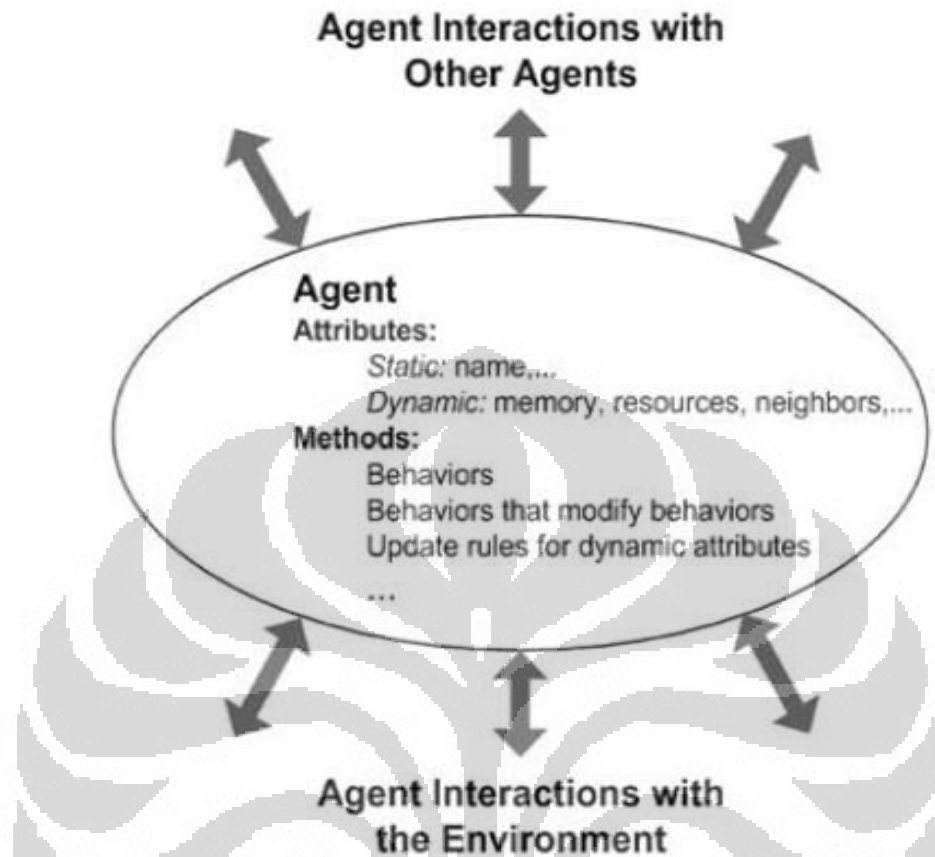 Agent Interactions with
Other Agents
Agent
Attributes:
Static: name,...
Dynamic: memory, resources, neighbors,...
Methods:
Behaviors
Behaviors that modify behaviors
Update rules for dynamic attributes
...
Agent Interactions with
the Environment